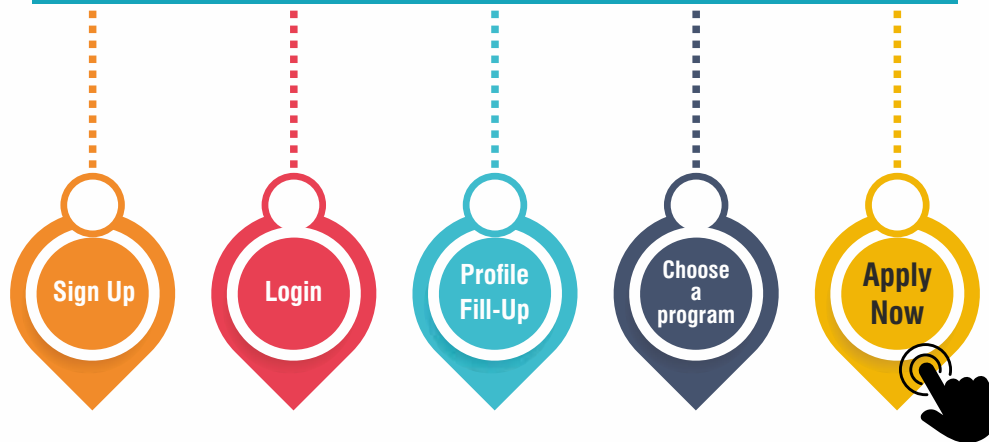 Sign Up
Login
Profile
Fill-Up
Choose
a
program
Apply
Now